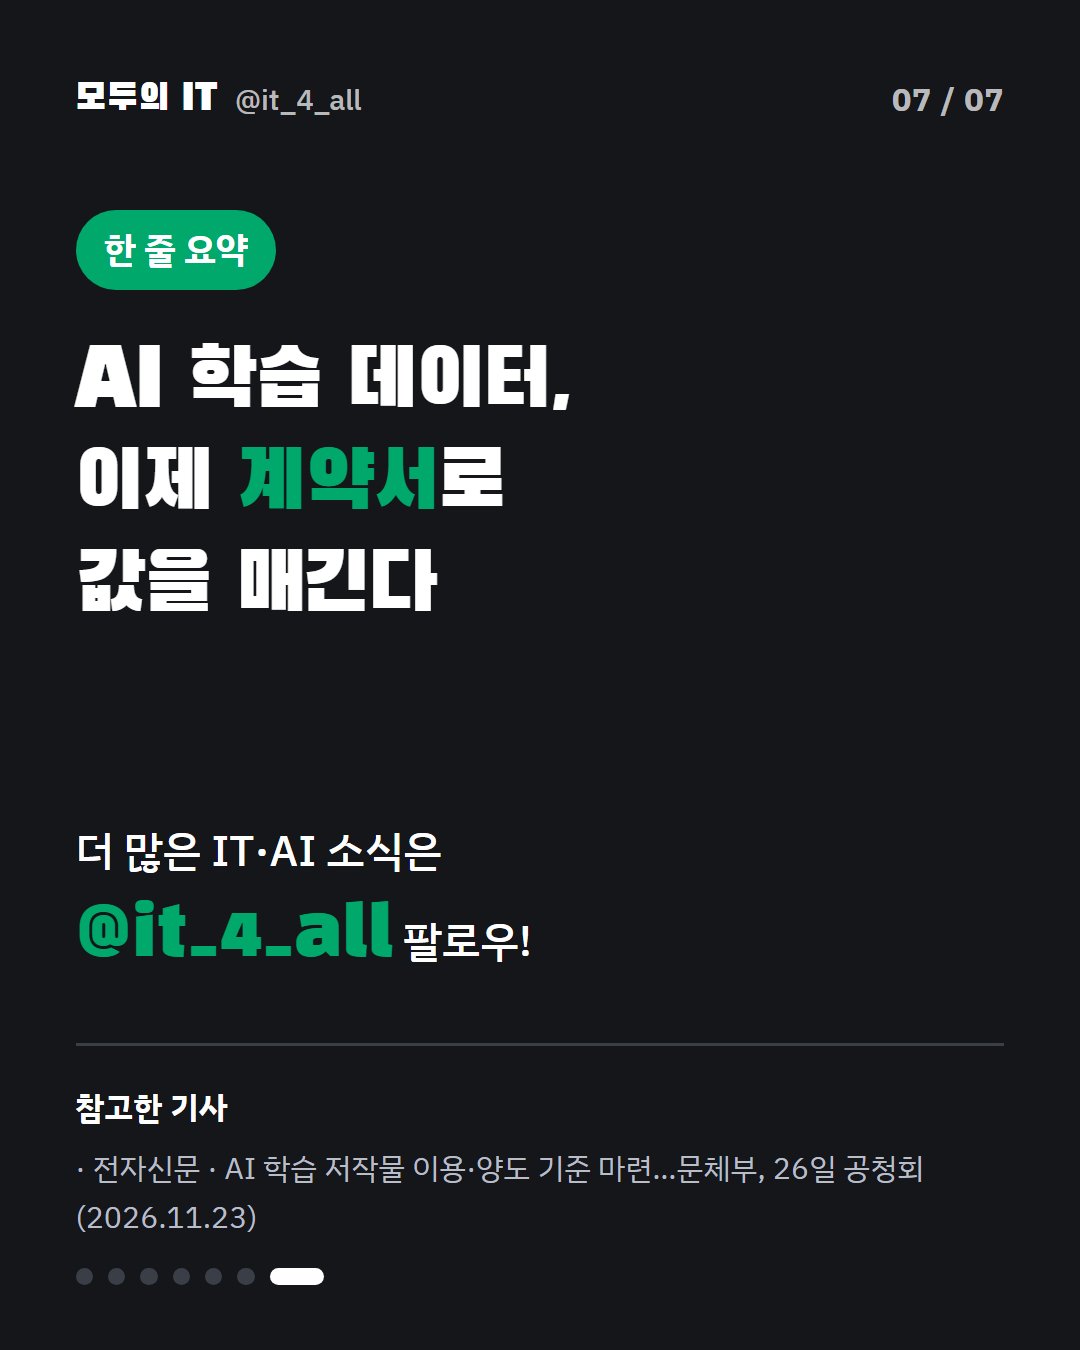 모두의 IT @it_4_all
07 / 07
한 줄 요약
AI 학습 데이터,
이제 계약서로
값을 매긴다
더 많은 IT·AI 소식은
@it_4_all 팔로우!
참고한 기사
· 전자신문 · AI 학습 저작물 이용·양도 기준 마련…문체부, 26일 공청회
(2026.11.23)